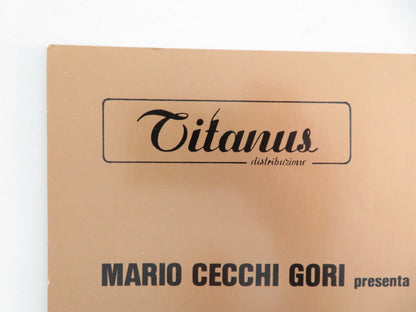 Titanus
distribuzione
MARIO CECCHI GORI presenta